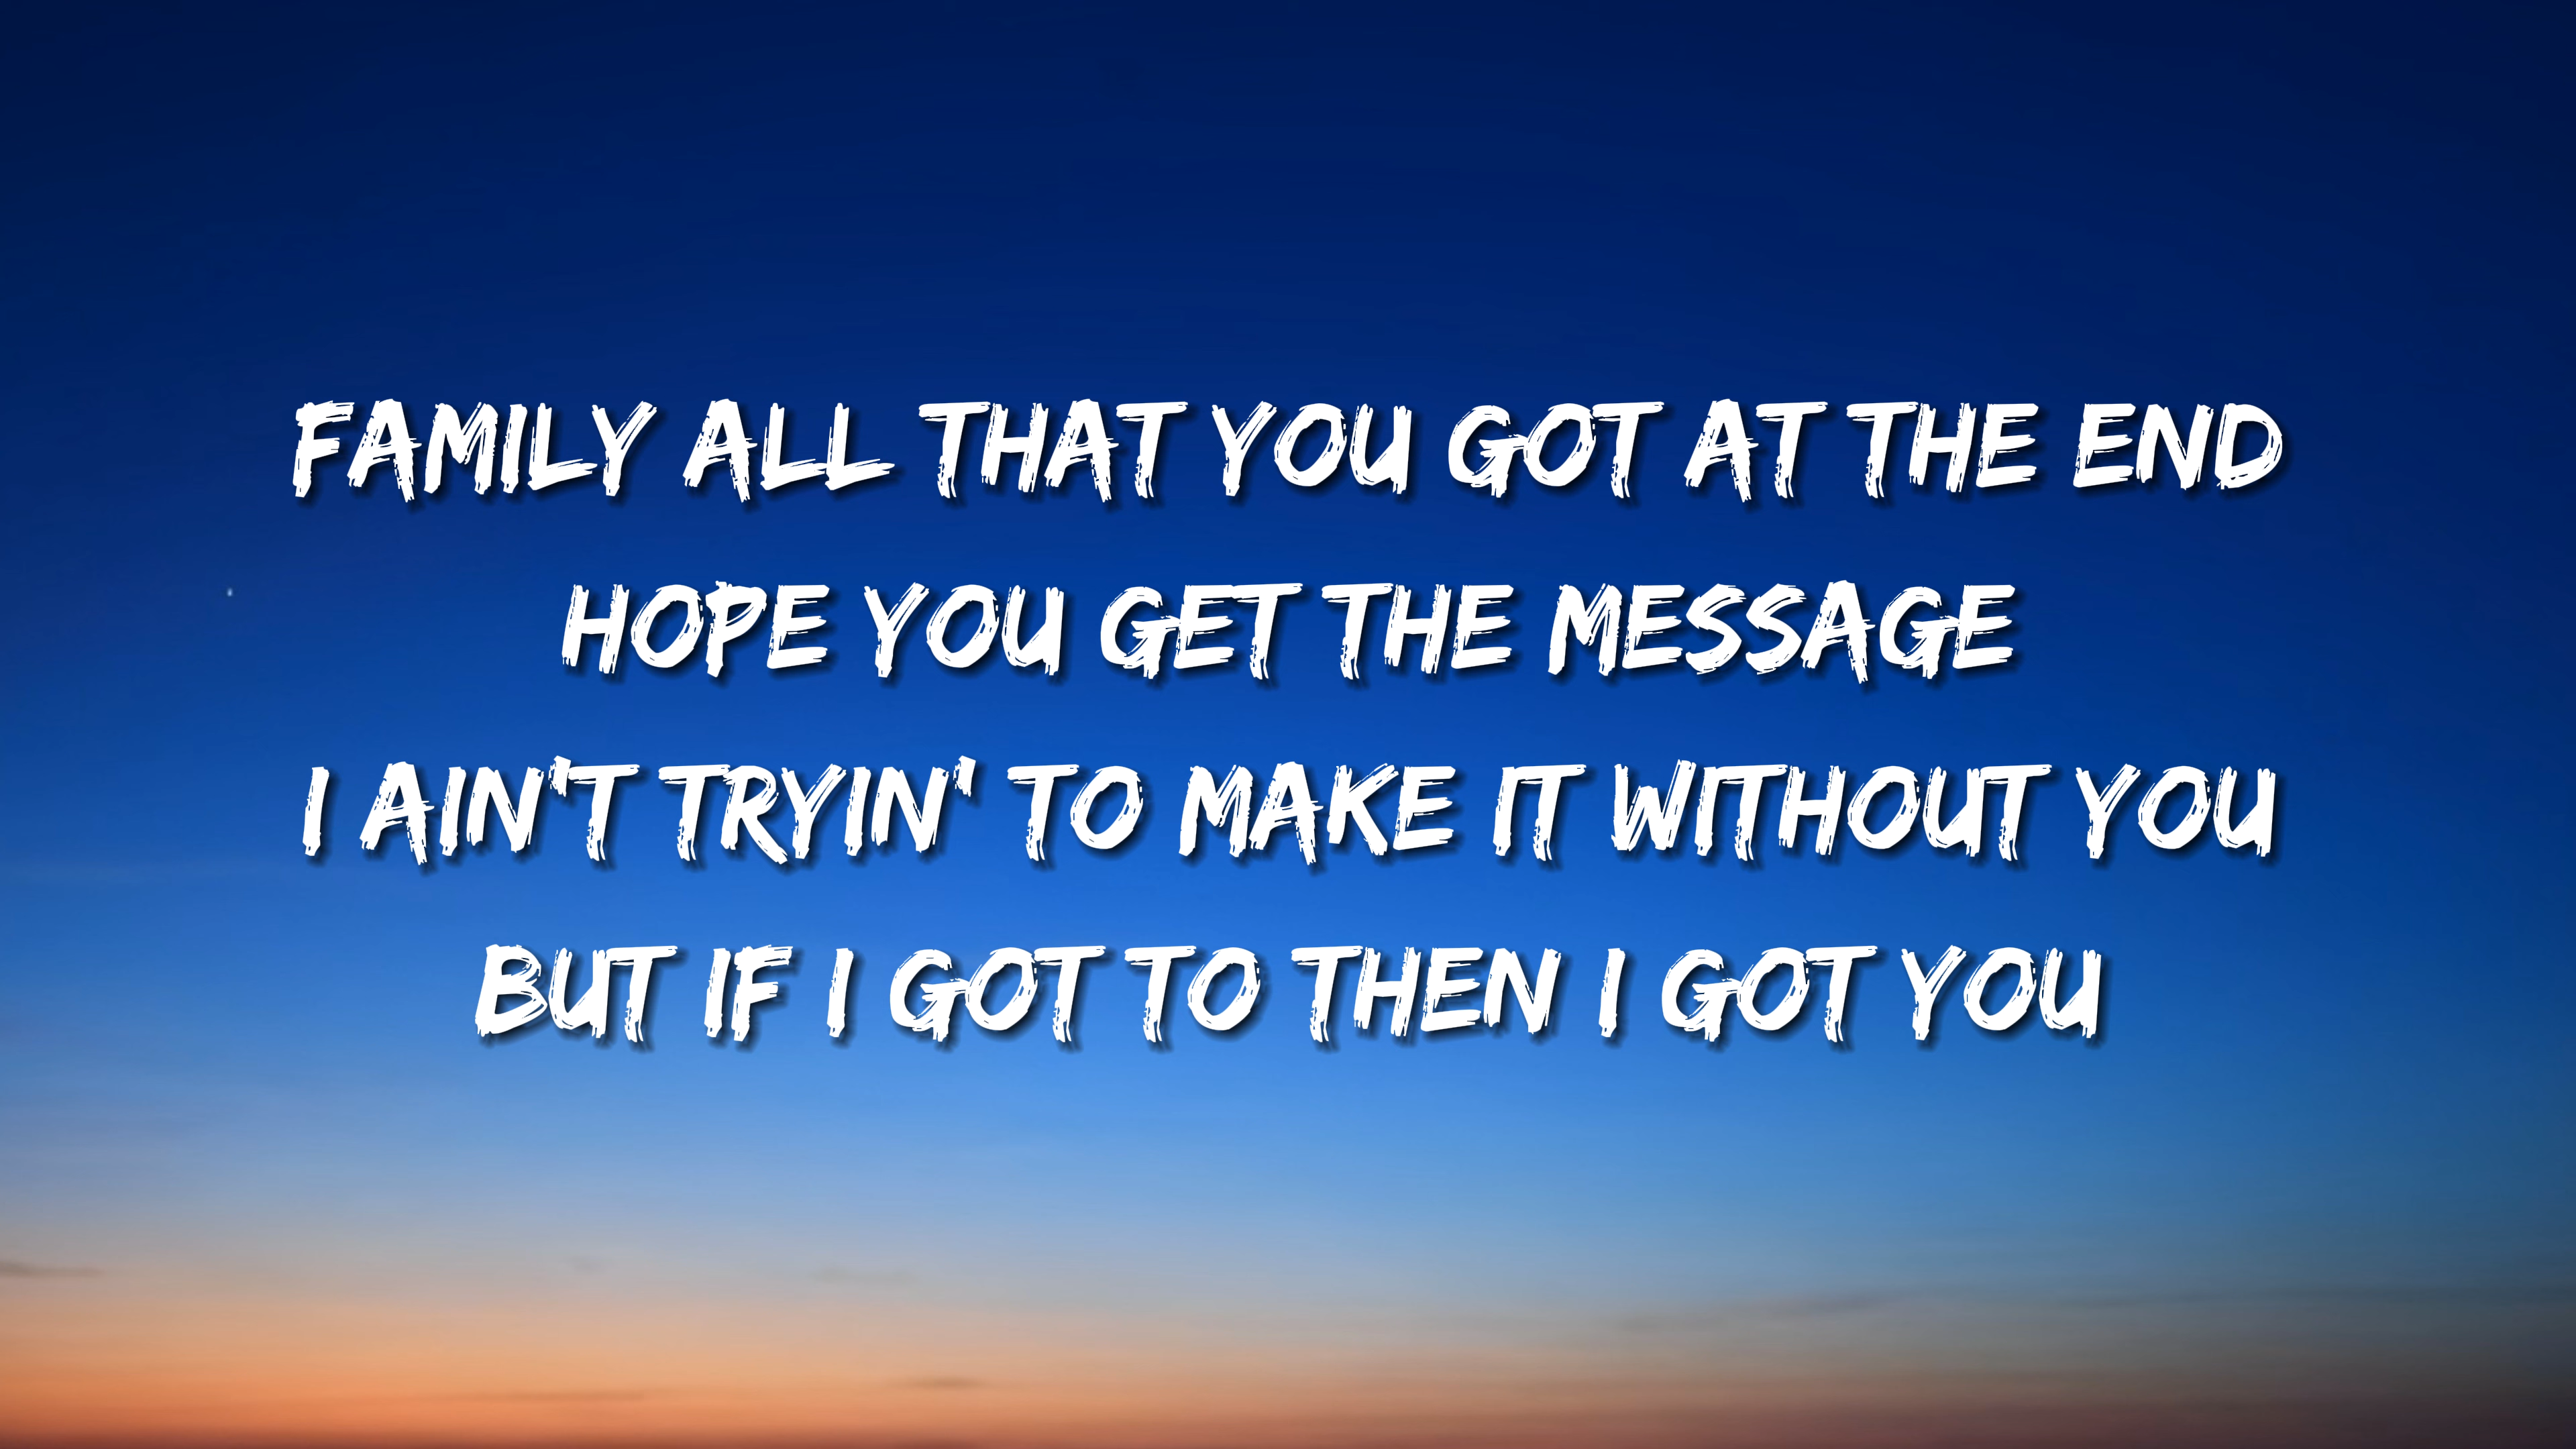 FAMILY ALL THAT YOU GOT AT THE END
HOPE YOU GET THE MESSAGE
I AIN'T TRYIN' TO MAKE IT WITHOUT YOU
BUT IF I GOT TO THEN I GOT YOU